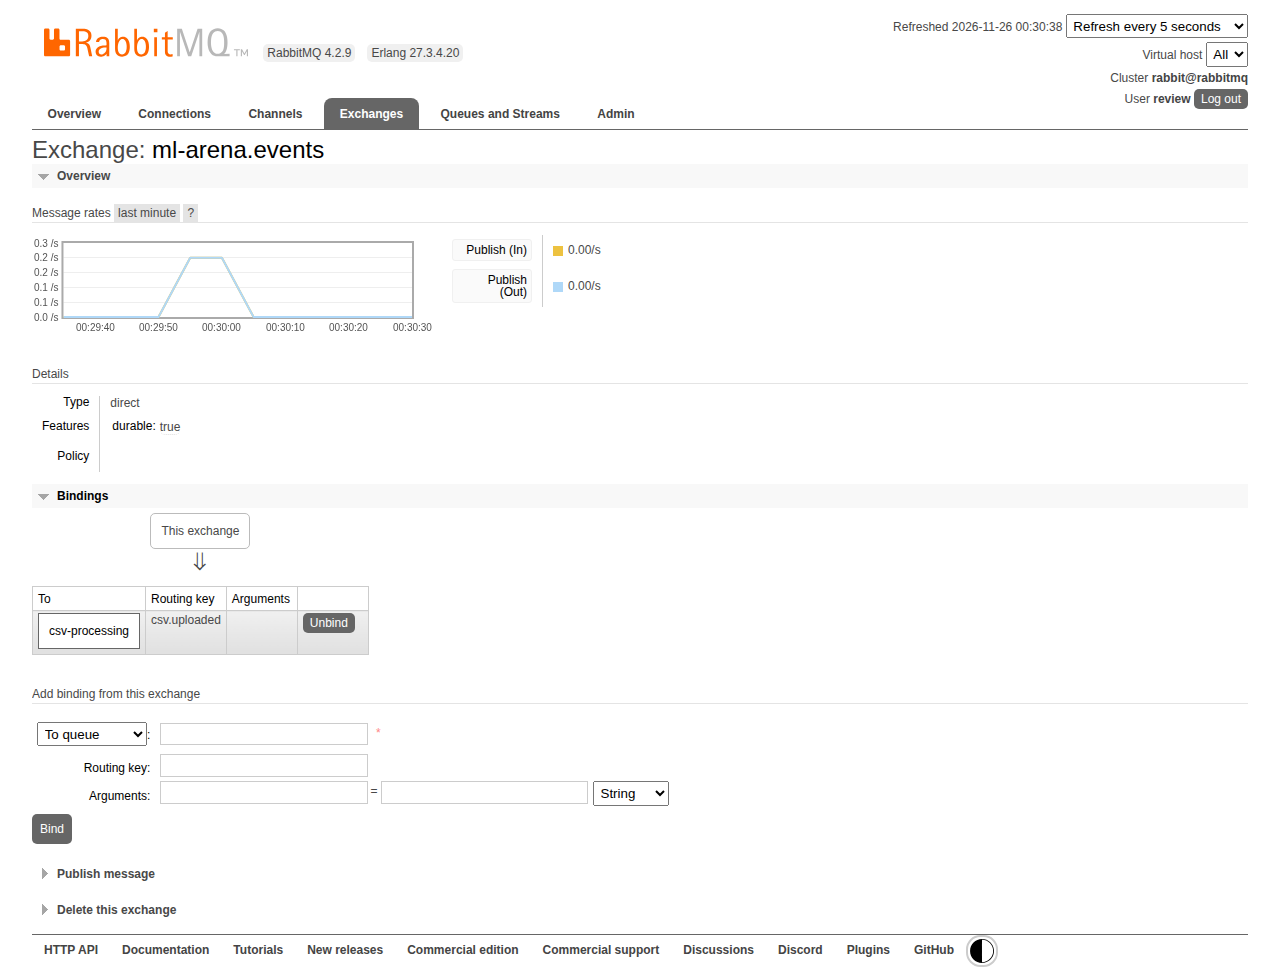 RabbitMQ TM
RabbitMQ 4.2.9 Erlang 27.3.4.20
Refreshed 2026-11-26 00:30:38 Refresh every 5 seconds
Virtual host All
Cluster rabbit@rabbitmq
User review Log out
Overview Connections Channels Exchanges Queues and Streams Admin
Exchange: ml-arena.events
Overview
Message rates last minute ?
0.3 /s
0.2 /s
0.2 /s
0.1 /s
0.1 /s
0.0 /s
00:29:40 00:29:50 00:30:00 00:30:10 00:30:20 00:30:30
Publish (In) 0.00/s
Publish (Out) 0.00/s
Details
Type direct
Features durable: true
Policy
Bindings
This exchange
⇓
To Routing key Arguments
csv-processing csv.uploaded Unbind
Add binding from this exchange
To queue : *
Routing key:
Arguments: = String
Bind
Publish message
Delete this exchange
HTTP API Documentation Tutorials New releases Commercial edition Commercial support Discussions Discord Plugins GitHub